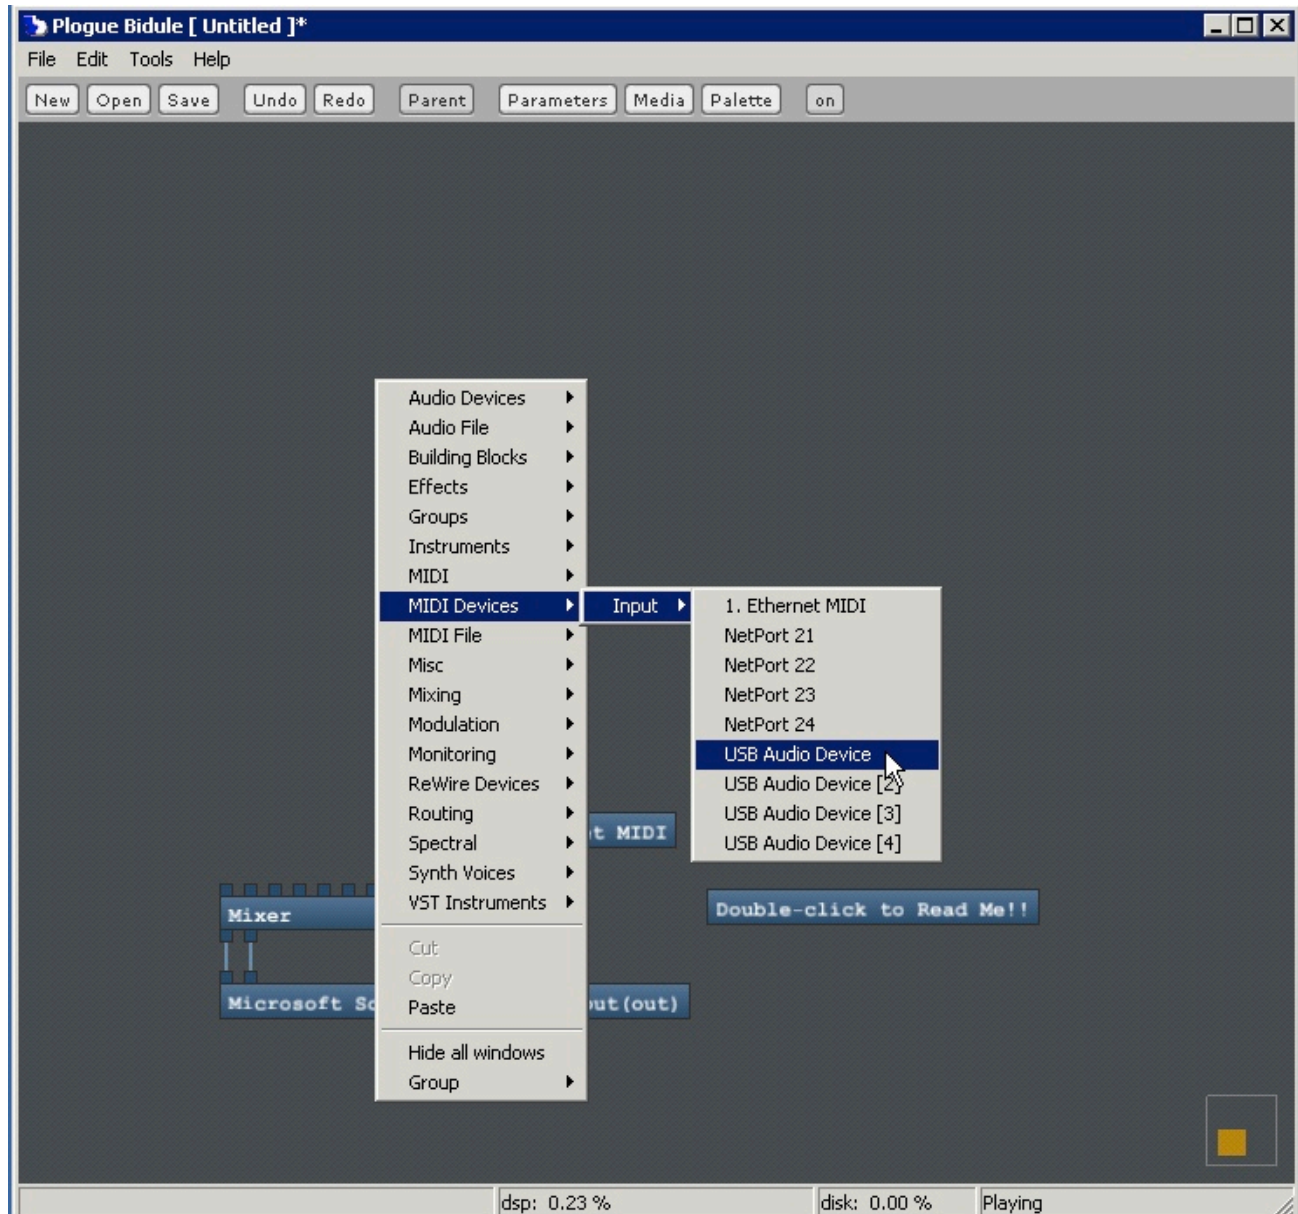 Plogue Bidule [ Untitled ]*
File Edit Tools Help
New Open Save Undo Redo Parent Parameters Media Palette on
Audio Devices
Audio File
Building Blocks
Effects
Groups
Instruments
MIDI
MIDI Devices
MIDI File
Misc
Mixing
Modulation
Monitoring
ReWire Devices
Routing
Spectral
Synth Voices
VST Instruments
Cut
Copy
Paste
Hide all windows
Group
Input
1. Ethernet MIDI
NetPort 21
NetPort 22
NetPort 23
NetPort 24
USB Audio Device
USB Audio Device [2]
USB Audio Device [3]
USB Audio Device [4]
MIDI
Mixer
Double-click to Read Me!!
Microsoft
dsp: 0.23 % disk: 0.00 % Playing